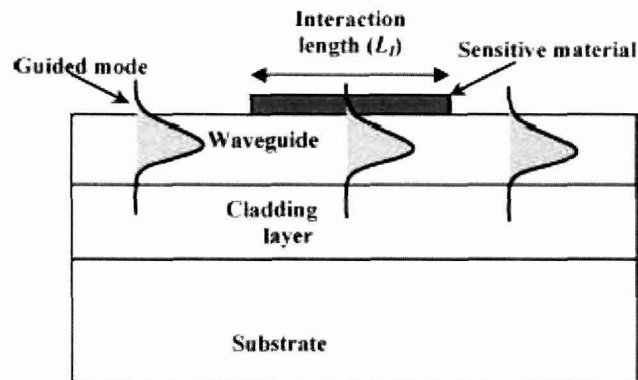 Interaction
length (L_I)
Sensitive material
Guided mode
Waveguide
Cladding
layer
Substrate